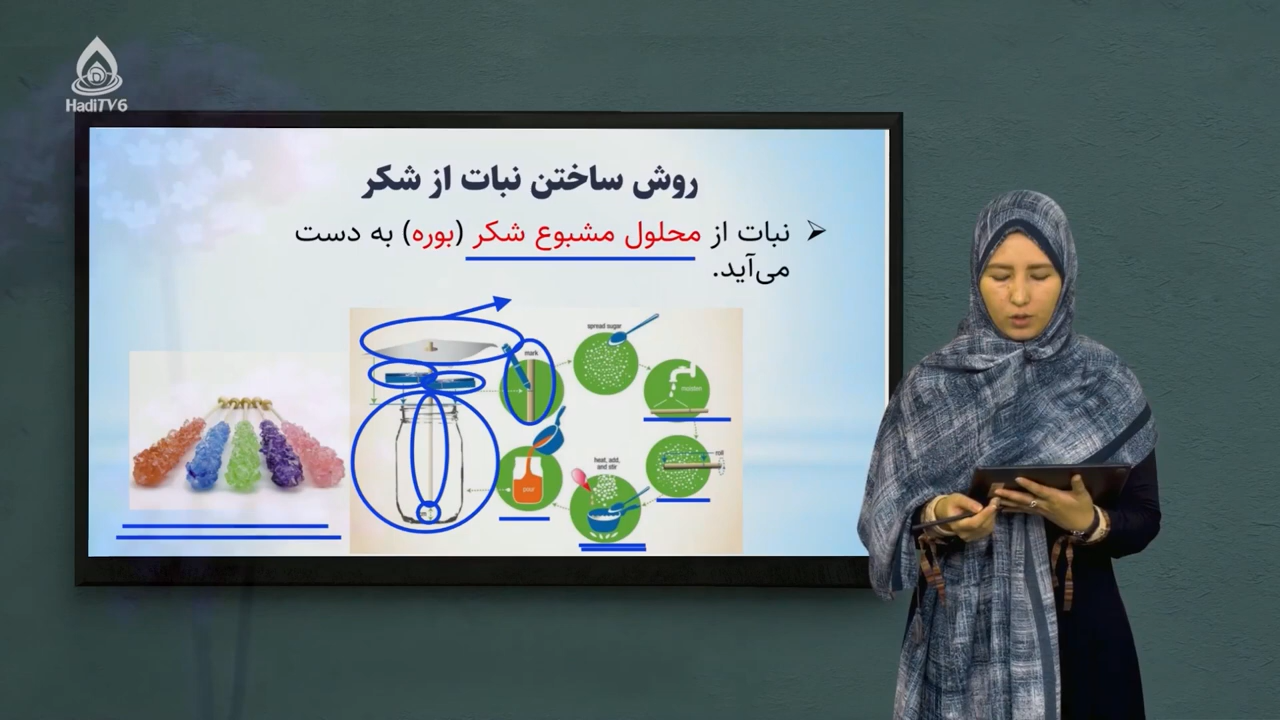 HadiTV6
روش ساختن نبات از شکر
نبات از محلول مشبوع شکر (بوره) به دست
می‌آید.
spread sugar
mark
moisten
roll
heat, add,
and stir
pour